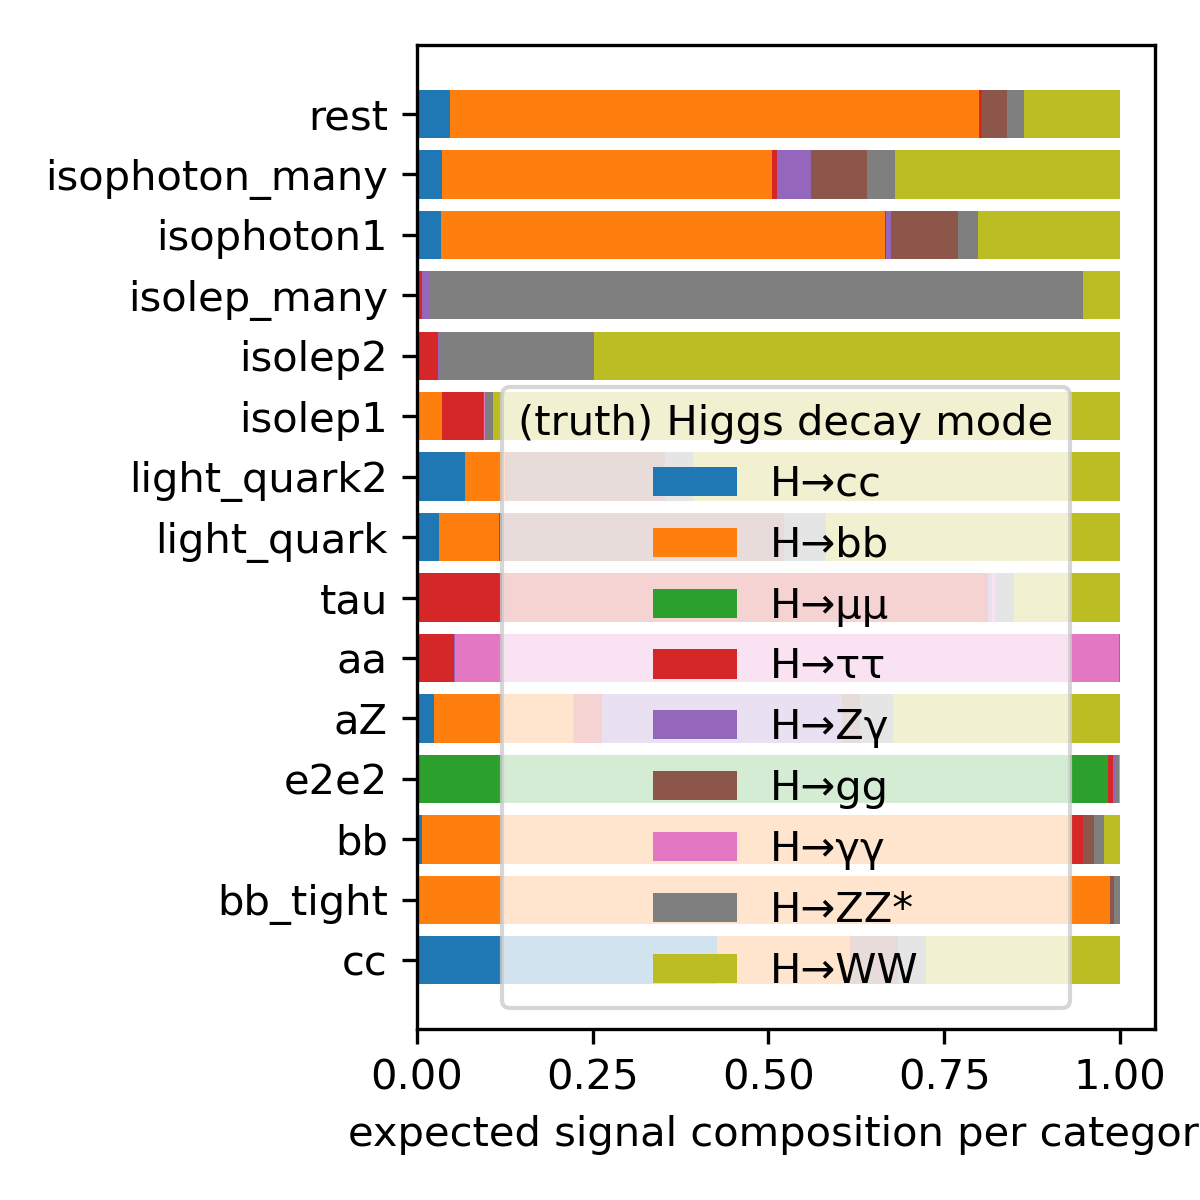 rest
isophoton_many
isophoton1
isolep_many
isolep2
isolep1
light_quark2
light_quark
tau
aa
aZ
e2e2
bb
bb_tight
cc
(truth) Higgs decay mode
H→cc
H→bb
H→μμ
H→ττ
H→Zγ
H→gg
H→γγ
H→ZZ*
H→WW
0.00 0.25 0.50 0.75 1.00
expected signal composition per categor